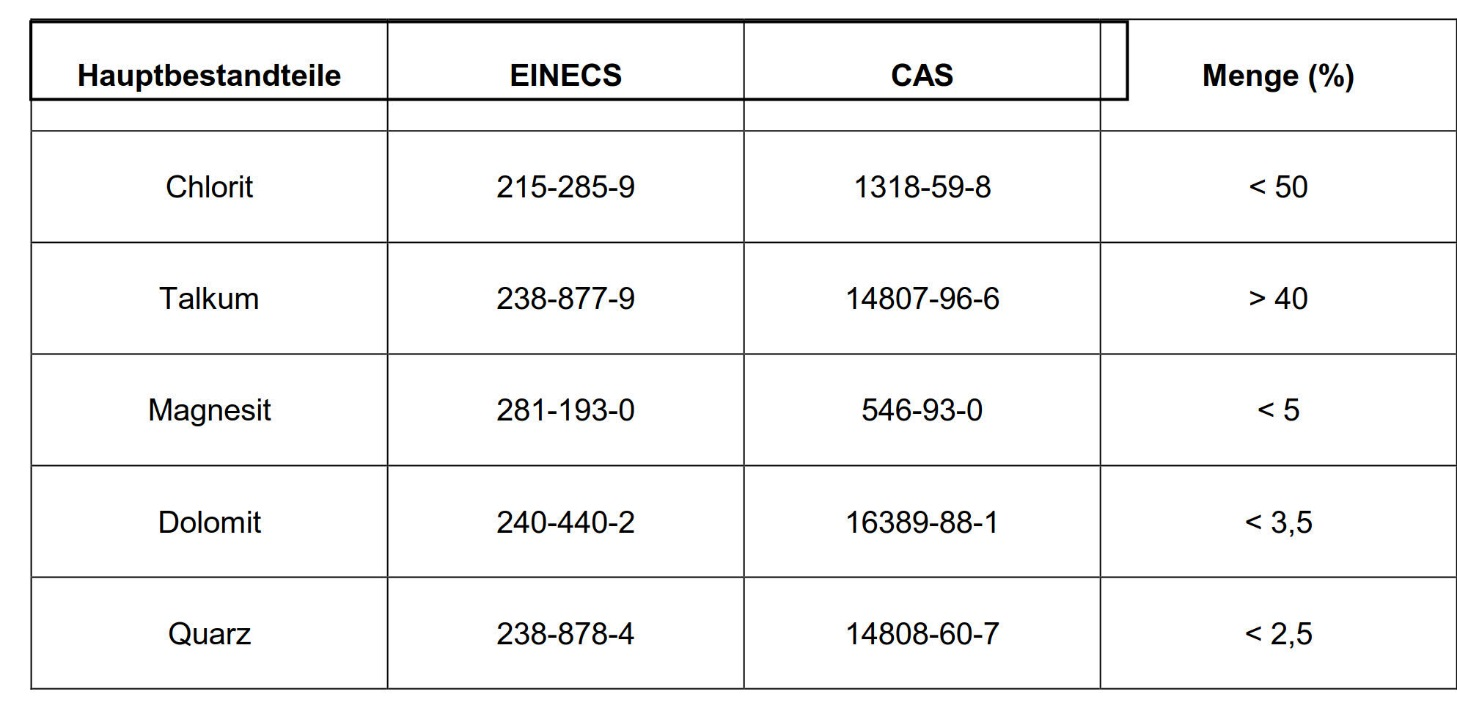 Hauptbestandteile EINECS CAS Menge (%)
Chlorit 215-285-9 1318-59-8 < 50
Talkum 238-877-9 14807-96-6 > 40
Magnesit 281-193-0 546-93-0 < 5
Dolomit 240-440-2 16389-88-1 < 3,5
Quarz 238-878-4 14808-60-7 < 2,5